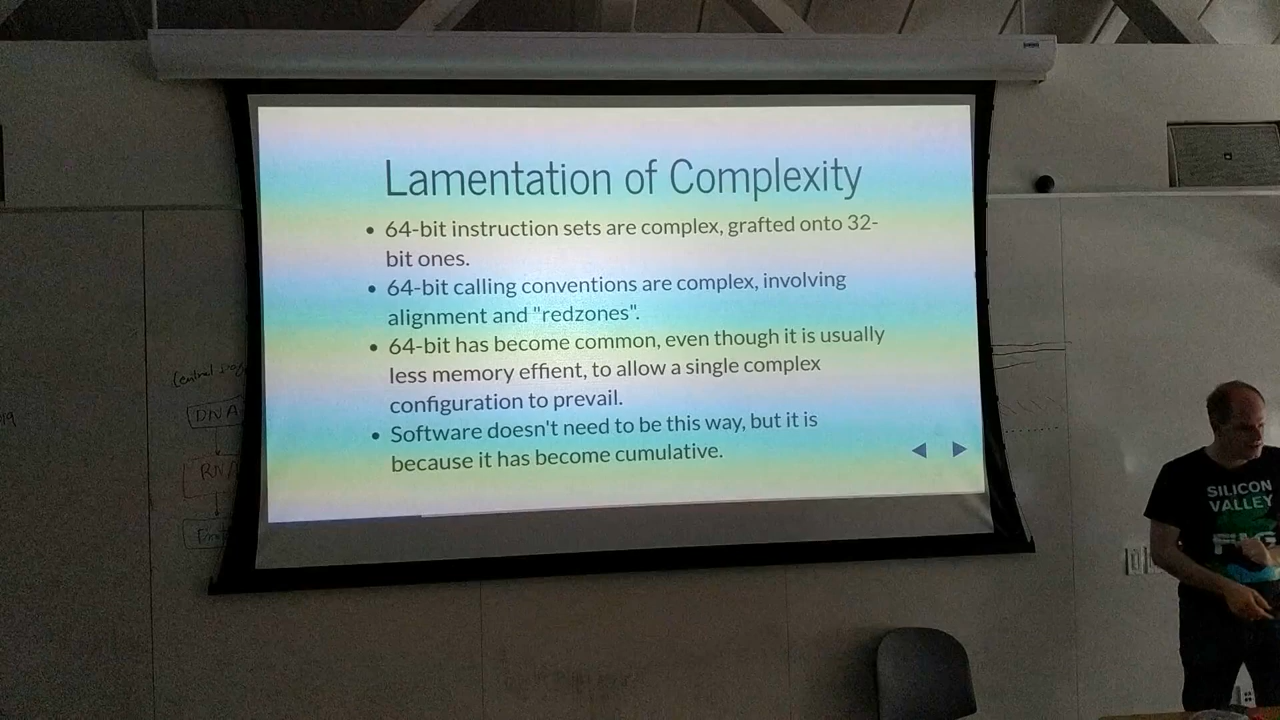 Lamentation of Complexity
• 64-bit instruction sets are complex, grafted onto 32-
bit ones.
• 64-bit calling conventions are complex, involving
alignment and "redzones".
• 64-bit has become common, even though it is usually
less memory effient, to allow a single complex
configuration to prevail.
• Software doesn't need to be this way, but it is
because it has become cumulative.
Central
DNA
SILICON
VALLEY